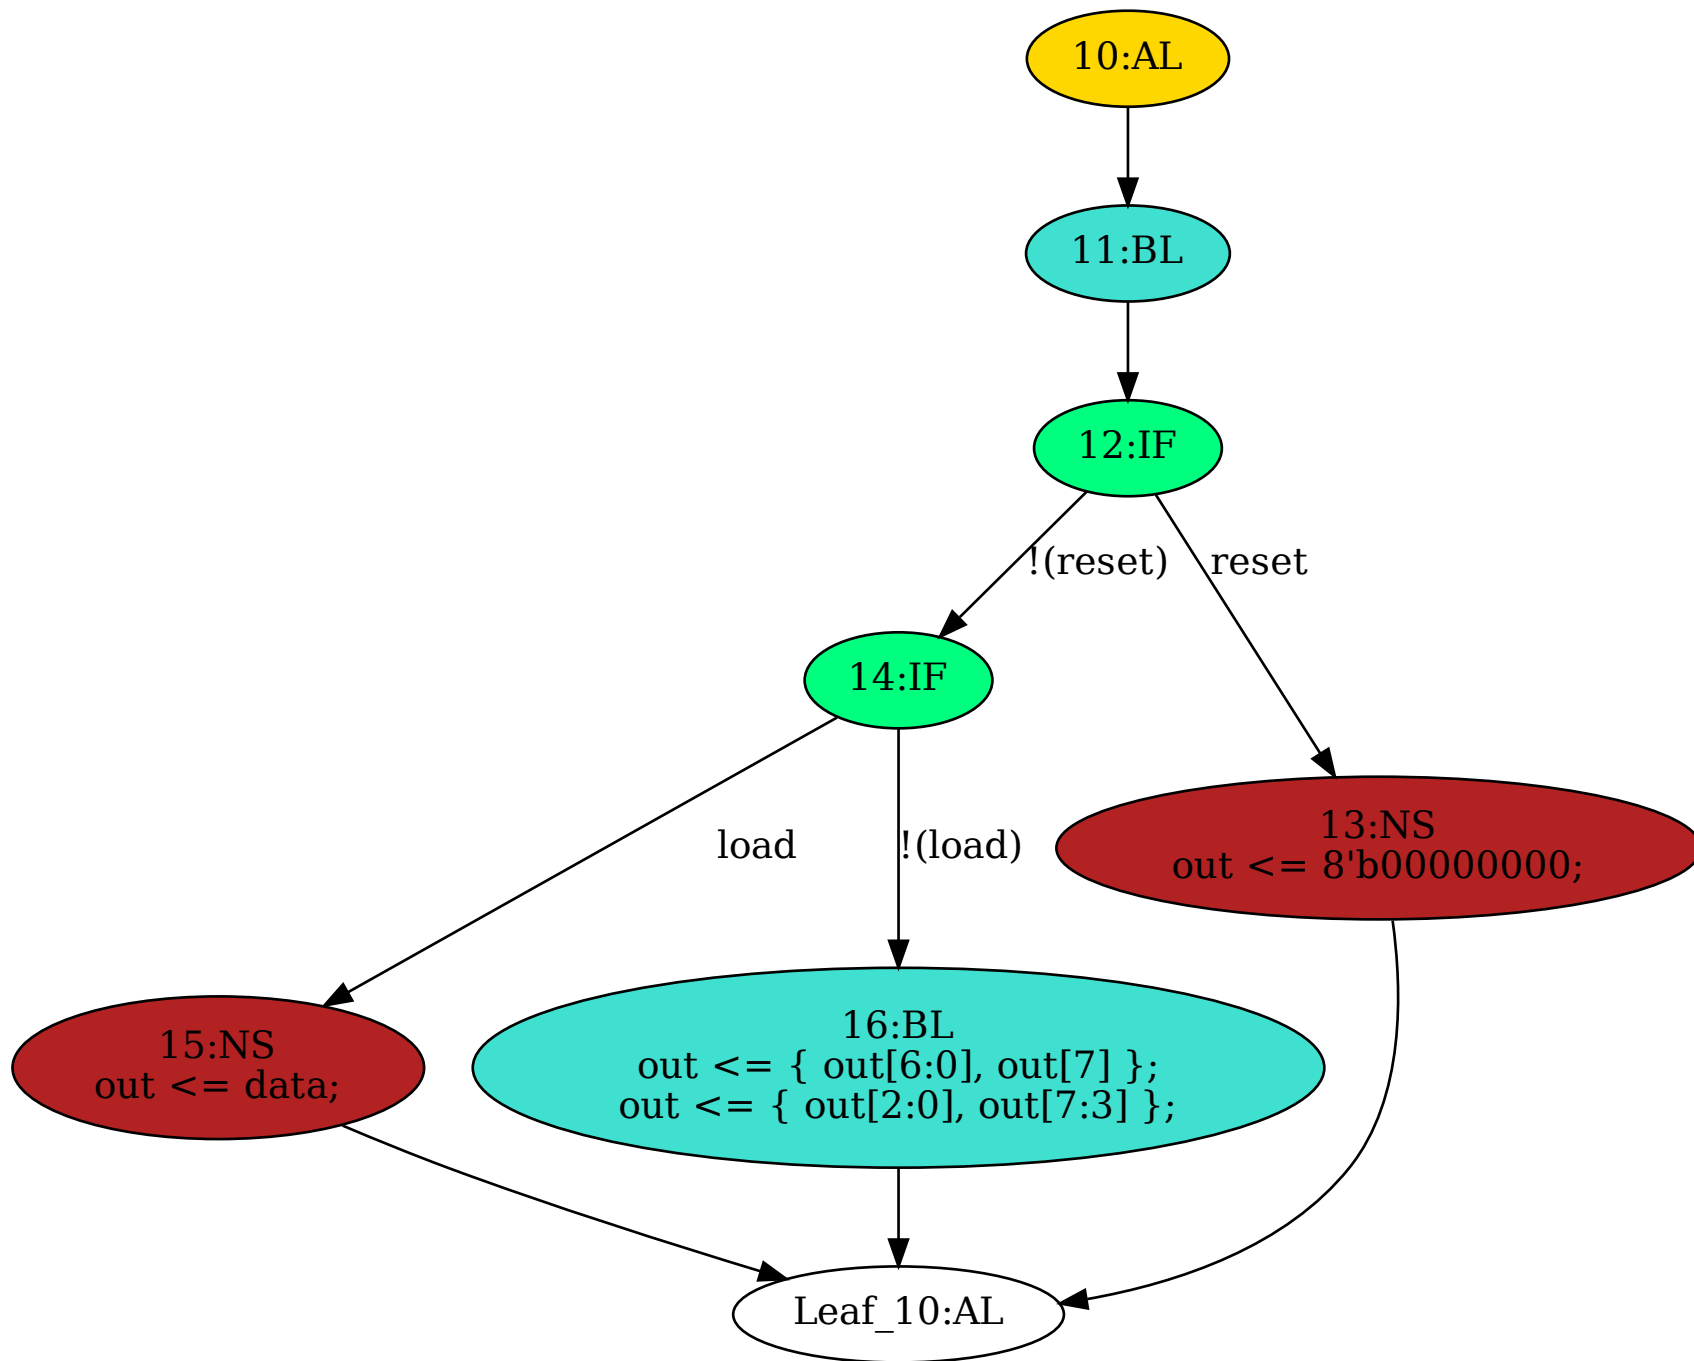 10:AL
11:BL
12:IF
!(reset)
reset
14:IF
load
!(load)
13:NS
out <= 8'b00000000;
15:NS
out <= data;
16:BL
out <= { out[6:0], out[7] };
out <= { out[2:0], out[7:3] };
Leaf_10:AL